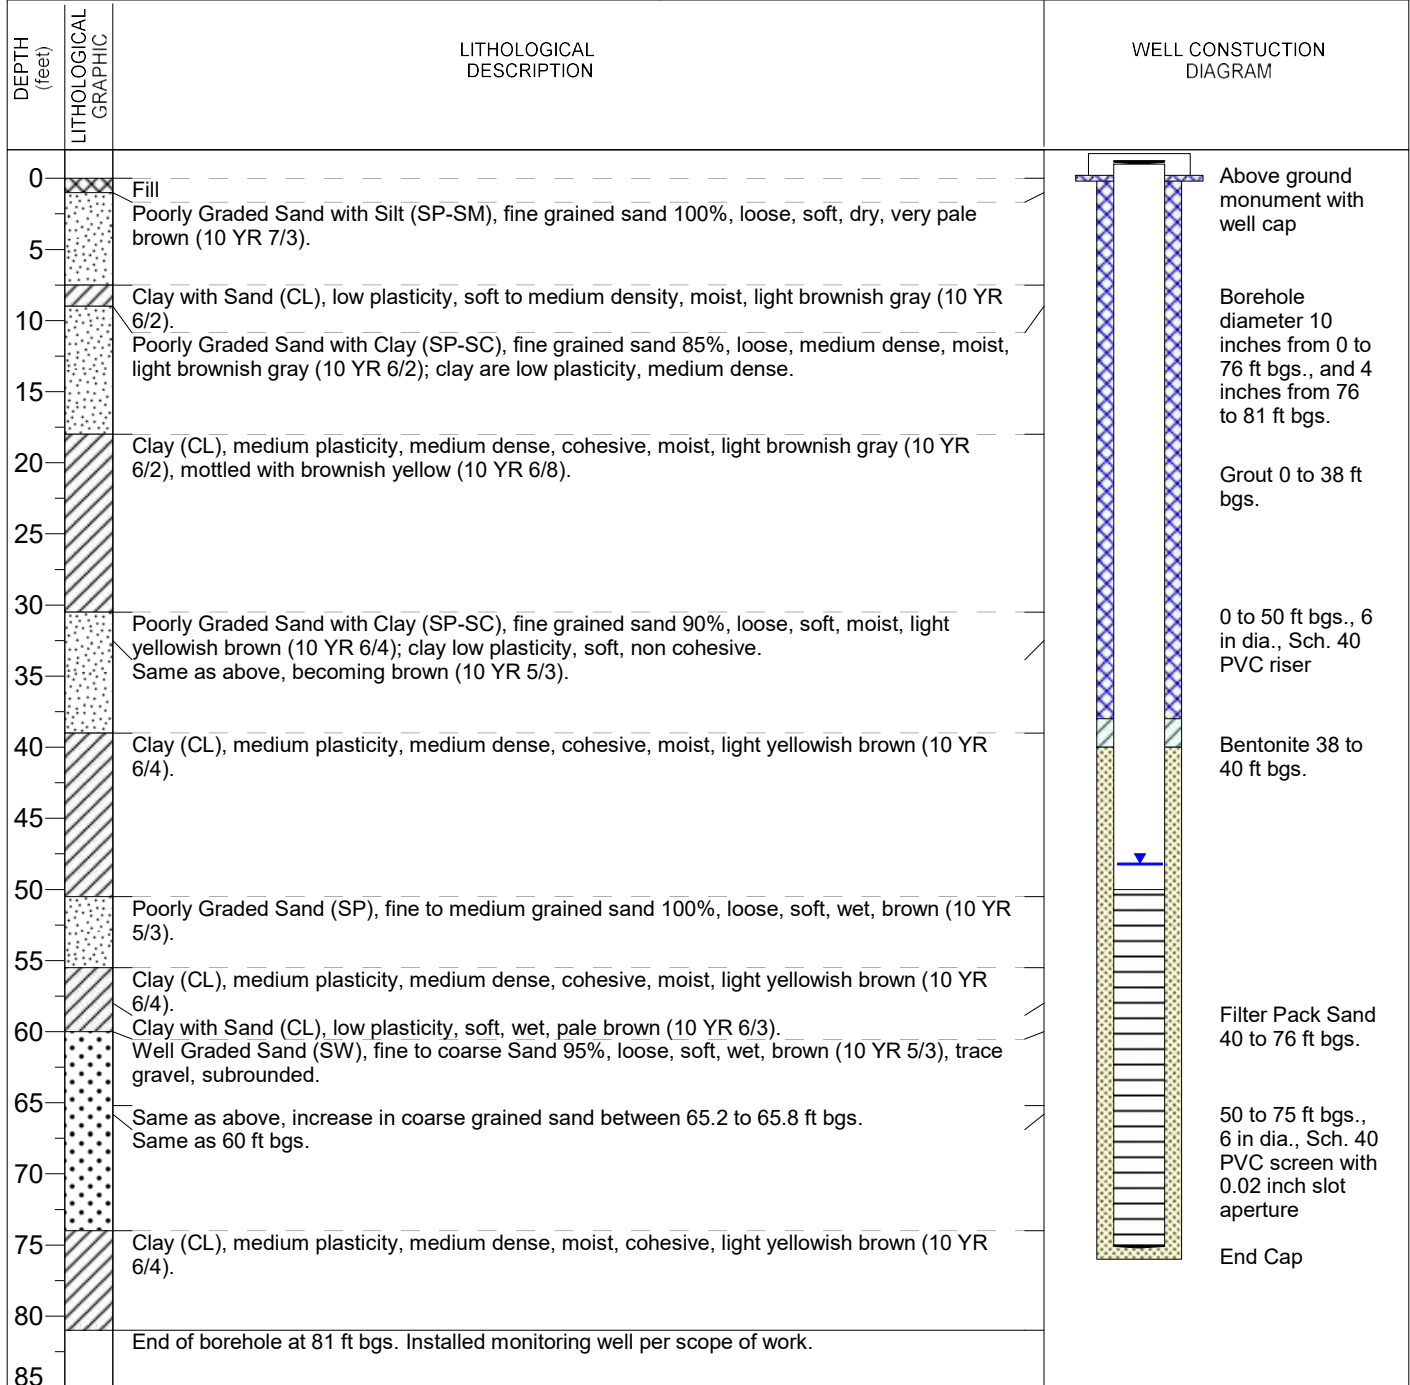 DEPTH
(feet)
LITHOLOGICAL
GRAPHIC
LITHOLOGICAL
DESCRIPTION
WELL CONSTUCTION
DIAGRAM
0
5
10
15
20
25
30
35
40
45
50
55
60
65
70
75
80
85
Fill
Poorly Graded Sand with Silt (SP-SM), fine grained sand 100%, loose, soft, dry, very pale
brown (10 YR 7/3).
Clay with Sand (CL), low plasticity, soft to medium density, moist, light brownish gray (10 YR
6/2).
Poorly Graded Sand with Clay (SP-SC), fine grained sand 85%, loose, medium dense, moist,
light brownish gray (10 YR 6/2); clay are low plasticity, medium dense.
Clay (CL), medium plasticity, medium dense, cohesive, moist, light brownish gray (10 YR
6/2), mottled with brownish yellow (10 YR 6/8).
Poorly Graded Sand with Clay (SP-SC), fine grained sand 90%, loose, soft, moist, light
yellowish brown (10 YR 6/4); clay low plasticity, soft, non cohesive.
Same as above, becoming brown (10 YR 5/3).
Clay (CL), medium plasticity, medium dense, cohesive, moist, light yellowish brown (10 YR
6/4).
Poorly Graded Sand (SP), fine to medium grained sand 100%, loose, soft, wet, brown (10 YR
5/3).
Clay (CL), medium plasticity, medium dense, cohesive, moist, light yellowish brown (10 YR
6/4).
Clay with Sand (CL), low plasticity, soft, wet, pale brown (10 YR 6/3).
Well Graded Sand (SW), fine to coarse Sand 95%, loose, soft, wet, brown (10 YR 5/3), trace
gravel, subrounded.
Same as above, increase in coarse grained sand between 65.2 to 65.8 ft bgs.
Same as 60 ft bgs.
Clay (CL), medium plasticity, medium dense, moist, cohesive, light yellowish brown (10 YR
6/4).
End of borehole at 81 ft bgs. Installed monitoring well per scope of work.
Above ground
monument with
well cap
Borehole
diameter 10
inches from 0 to
76 ft bgs., and 4
inches from 76
to 81 ft bgs.
Grout 0 to 38 ft
bgs.
0 to 50 ft bgs., 6
in dia., Sch. 40
PVC riser
Bentonite 38 to
40 ft bgs.
Filter Pack Sand
40 to 76 ft bgs.
50 to 75 ft bgs.,
6 in dia., Sch. 40
PVC screen with
0.02 inch slot
aperture
End Cap